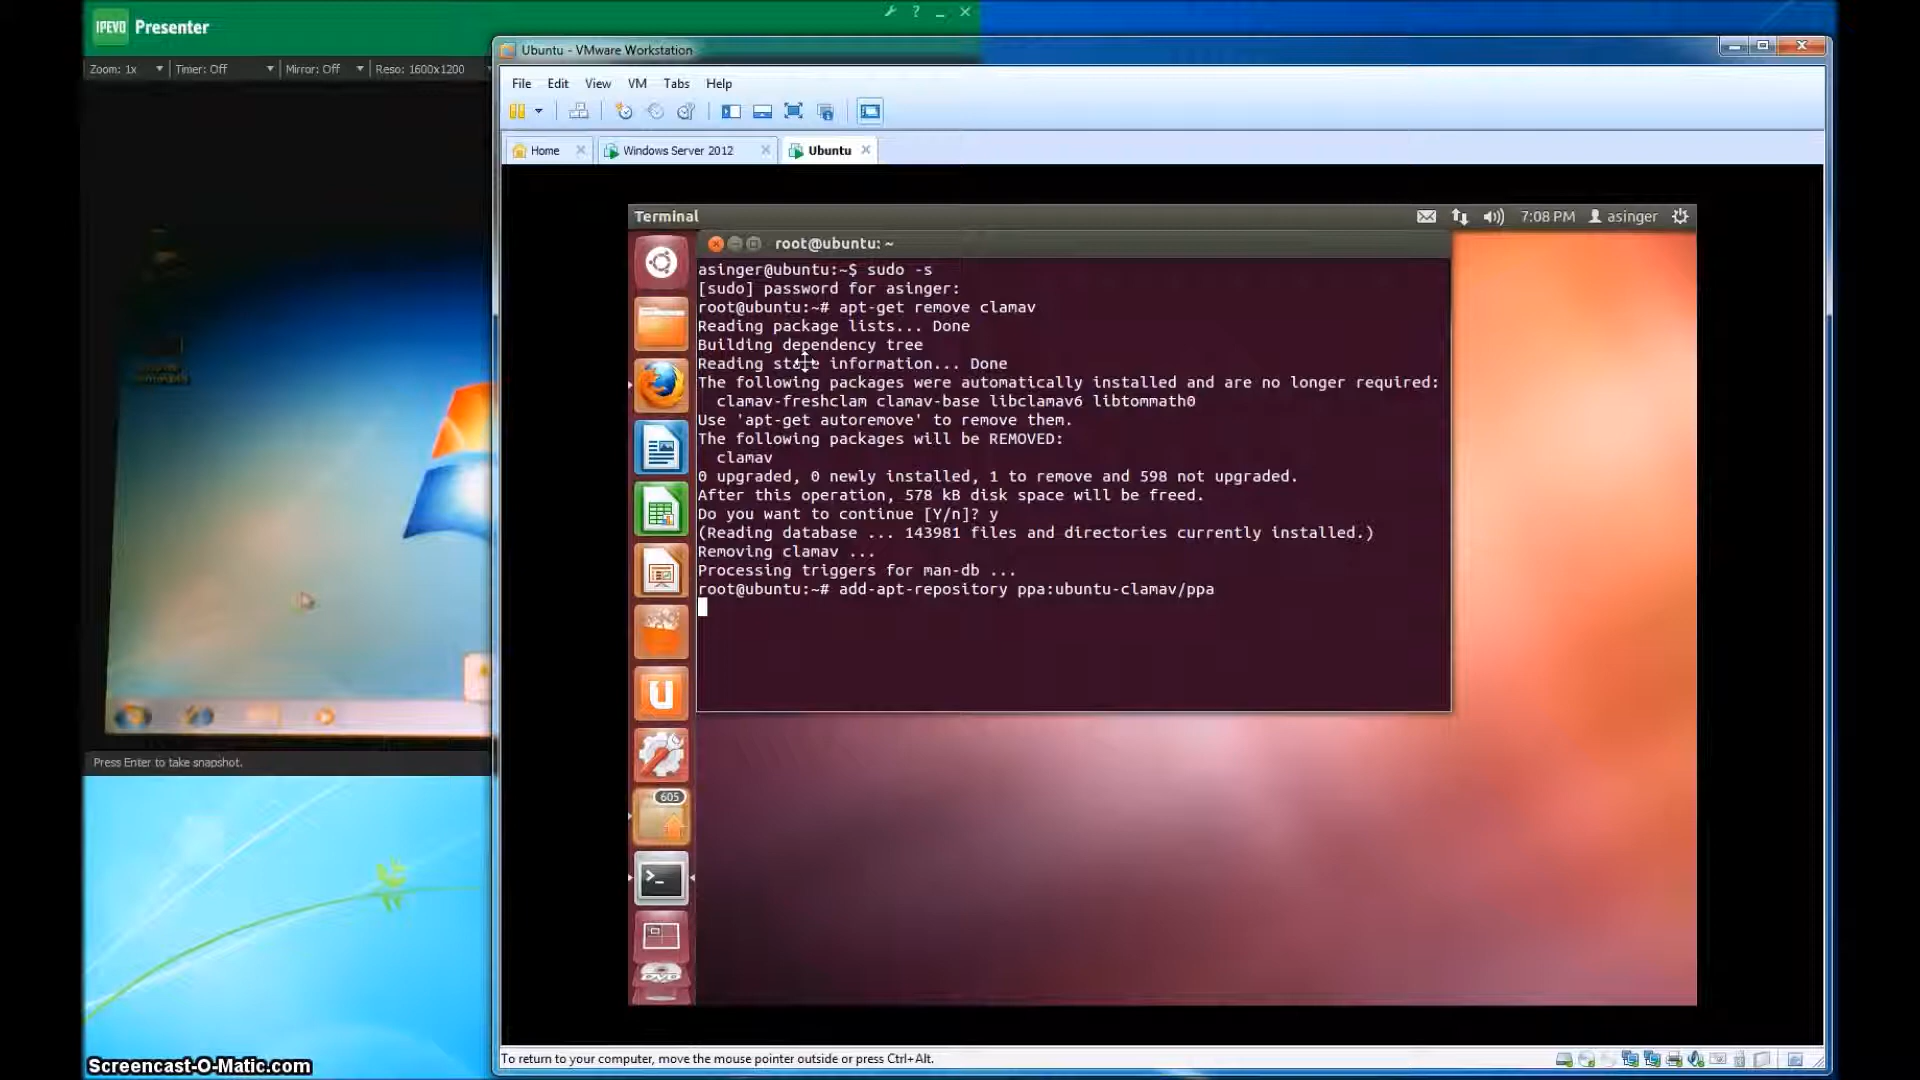 IPEVO Presenter
Zoom: 1x Timer: Off Mirror: Off Reso: 1600x1200
Ubuntu - VMware Workstation
File Edit View VM Tabs Help
Home Windows Server 2012 Ubuntu
Terminal 7:08 PM asinger
root@ubuntu: ~
asinger@ubuntu:~$ sudo -s
[sudo] password for asinger:
root@ubuntu:~# apt-get remove clamav
Reading package lists... Done
Building dependency tree
Reading state information... Done
The following packages were automatically installed and are no longer required:
clamav-freshclam clamav-base libclamav6 libtommath0
Use 'apt-get autoremove' to remove them.
The following packages will be REMOVED:
clamav
0 upgraded, 0 newly installed, 1 to remove and 598 not upgraded.
After this operation, 578 kB disk space will be freed.
Do you want to continue [Y/n]? y
(Reading database ... 143981 files and directories currently installed.)
Removing clamav ...
Processing triggers for man-db ...
root@ubuntu:~# add-apt-repository ppa:ubuntu-clamav/ppa
605
DVD
Press Enter to take snapshot.
To return to your computer, move the mouse pointer outside or press Ctrl+Alt.
Screencast-O-Matic.com